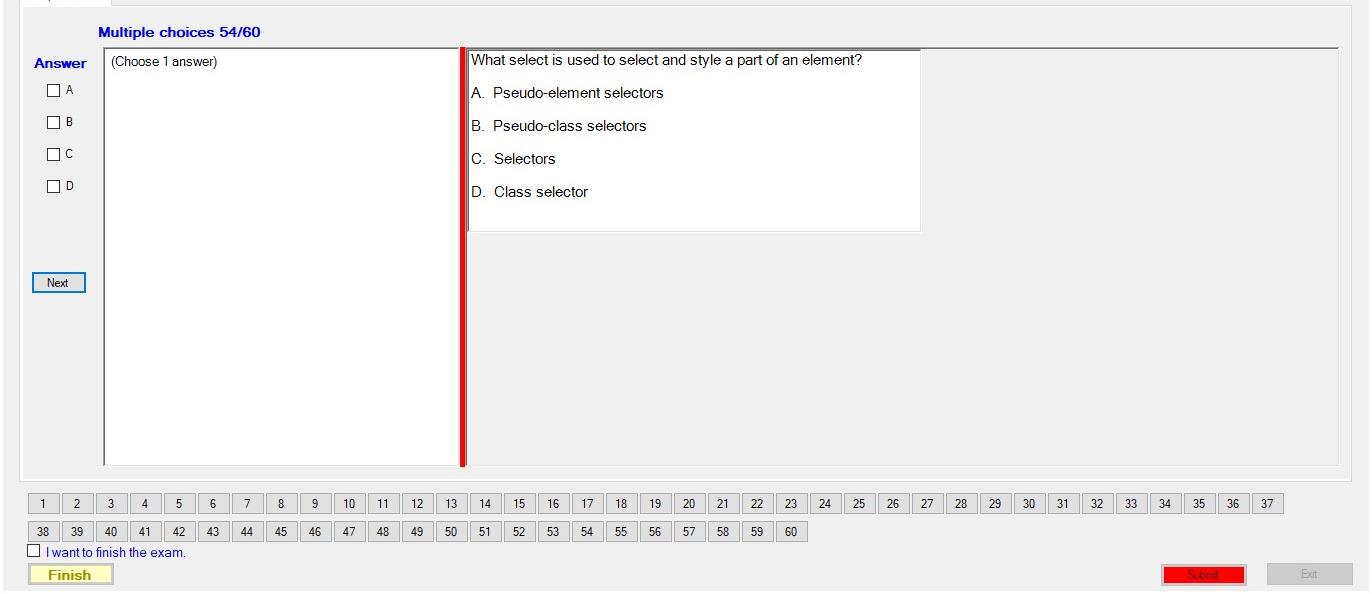 Multiple choices 54/60
Answer
(Choose 1 answer)
A
B
C
D
Next
What select is used to select and style a part of an element?
A. Pseudo-element selectors
B. Pseudo-class selectors
C. Selectors
D. Class selector
1 2 3 4 5 6 7 8 9 10 11 12 13 14 15 16 17 18 19 20 21 22 23 24 25 26 27 28 29 30 31 32 33 34 35 36 37
38 39 40 41 42 43 44 45 46 47 48 49 50 51 52 53 54 55 56 57 58 59 60
I want to finish the exam.
Finish
Submit
Exit